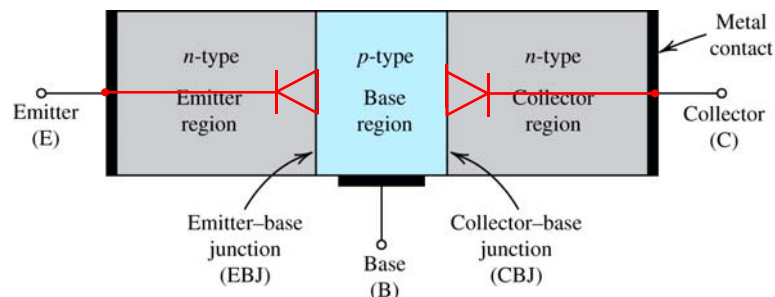 Metal
contact
n-type
p-type
n-type
Emitter
region
Base
region
Collector
region
Emitter
(E)
Collector
(C)
Emitter–base
junction
(EBJ)
Collector–base
junction
(CBJ)
Base
(B)